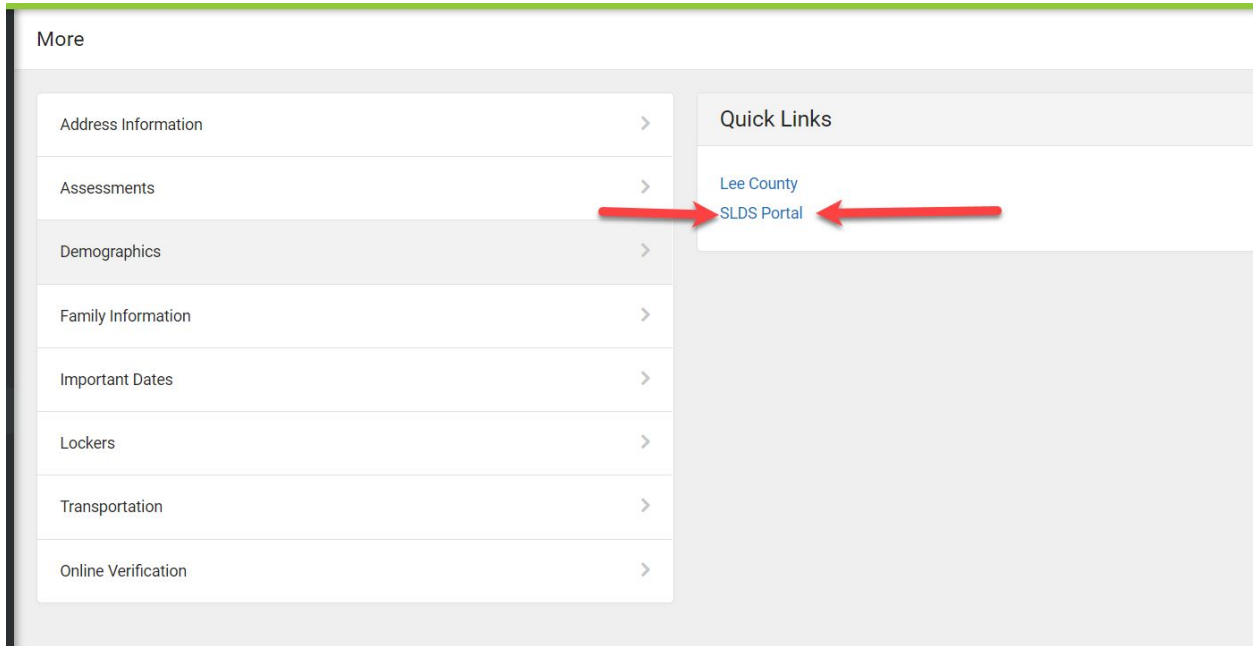 More
Address Information
Assessments
Demographics
Family Information
Important Dates
Lockers
Transportation
Online Verification
Quick Links
Lee County
SLDS Portal